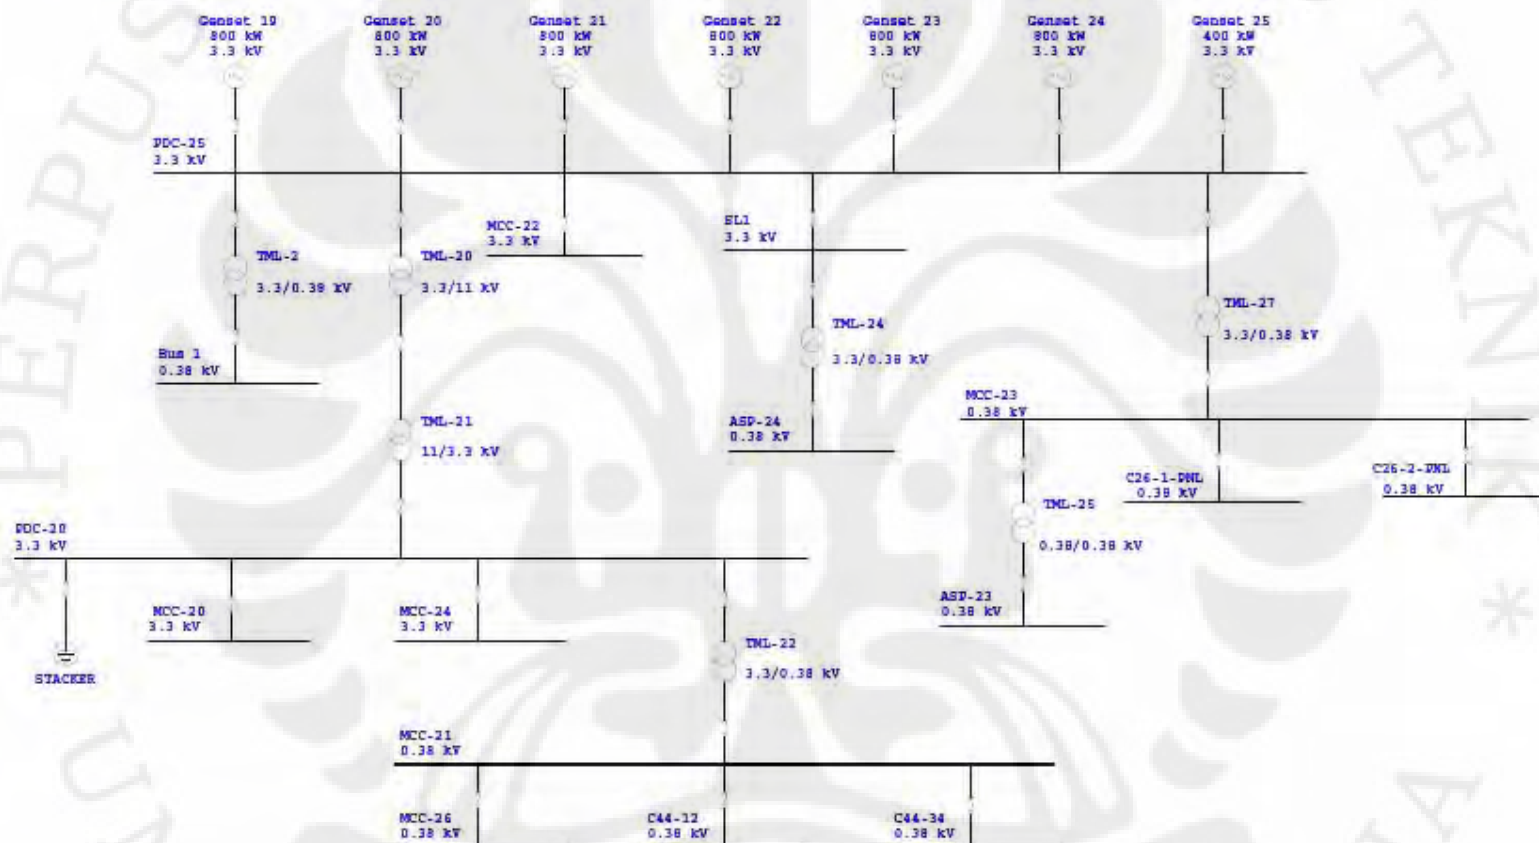 Genset 19
800 kW
3.3 kV
Genset 20
800 kW
3.3 kV
Genset 21
800 kW
3.3 kV
Genset 22
800 kW
3.3 kV
Genset 23
800 kW
3.3 kV
Genset 24
800 kW
3.3 kV
Genset 25
400 kW
3.3 kV
PDC-25
3.3 kV
MCC-22
3.3 kV
SL1
3.3 kV
TML-2
3.3/0.38 kV
TML-20
3.3/11 kV
TML-24
3.3/0.38 kV
TML-27
3.3/0.38 kV
Bus 1
0.38 kV
TML-21
11/3.3 kV
ASP-24
0.38 kV
MCC-23
0.38 kV
C26-1-PNL
0.38 kV
C26-2-PNL
0.38 kV
TML-25
0.38/0.38 kV
PDC-20
3.3 kV
MCC-20
3.3 kV
MCC-24
3.3 kV
ASP-23
0.38 kV
TML-22
3.3/0.38 kV
STACKER
MCC-21
0.38 kV
MCC-26
0.38 kV
C44-12
0.38 kV
C44-34
0.38 kV
PERPUS
TEKNIK